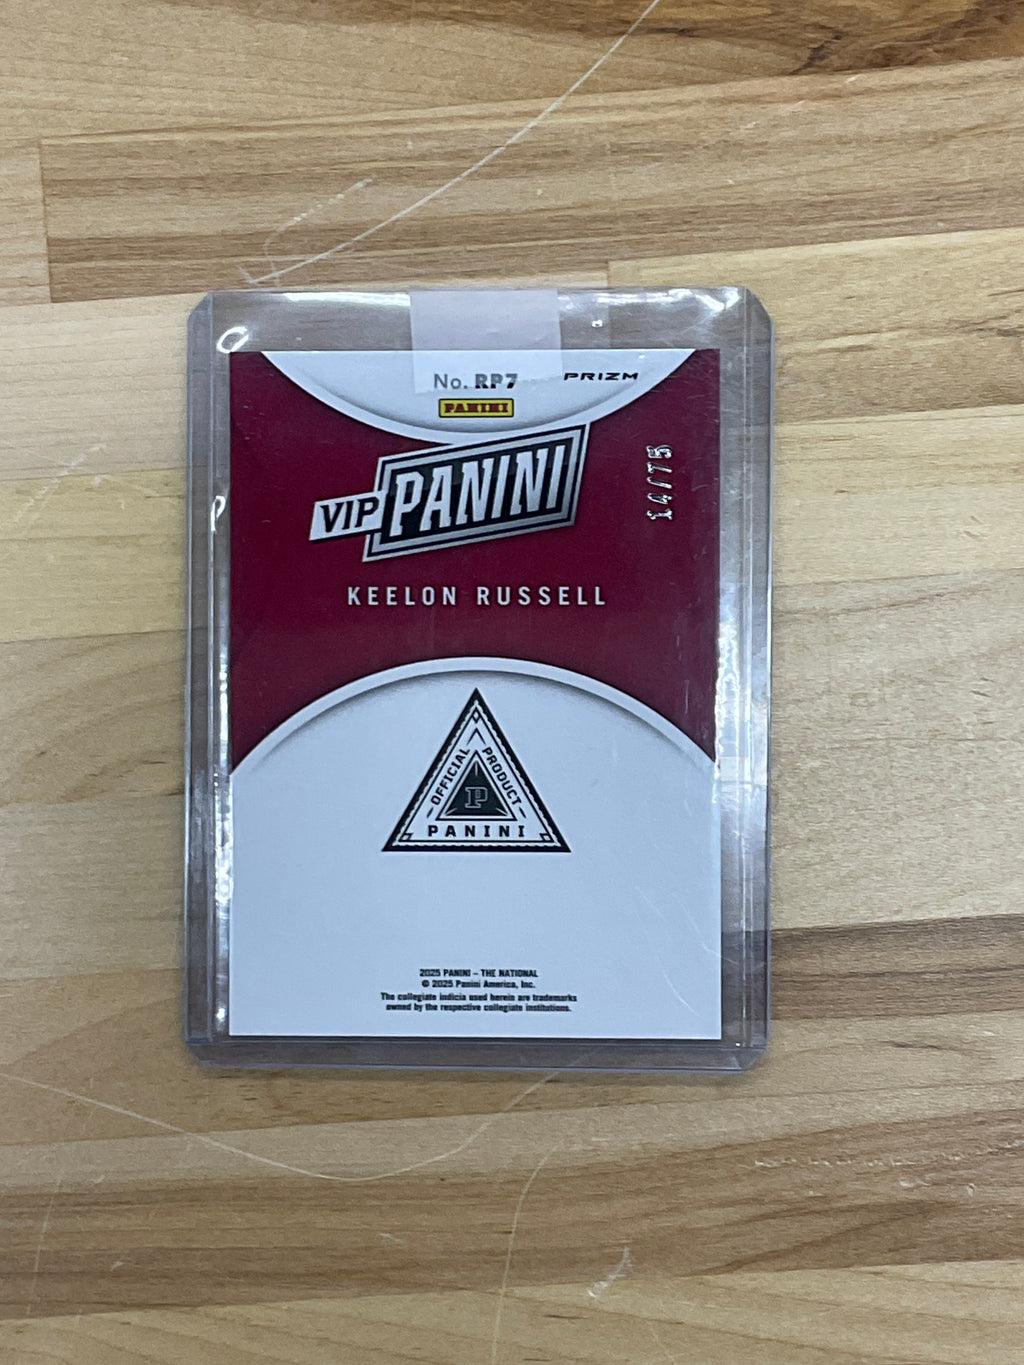 No. RP7
PRIZM
PANINI
VIP PANINI
14/75
KEELON RUSSELL
OFFICIAL PRODUCT
P
PANINI
2025 PANINI – THE NATIONAL
© 2025 Panini America, Inc.
The collegiate indicia used herein are trademarks
owned by the respective collegiate institutions.